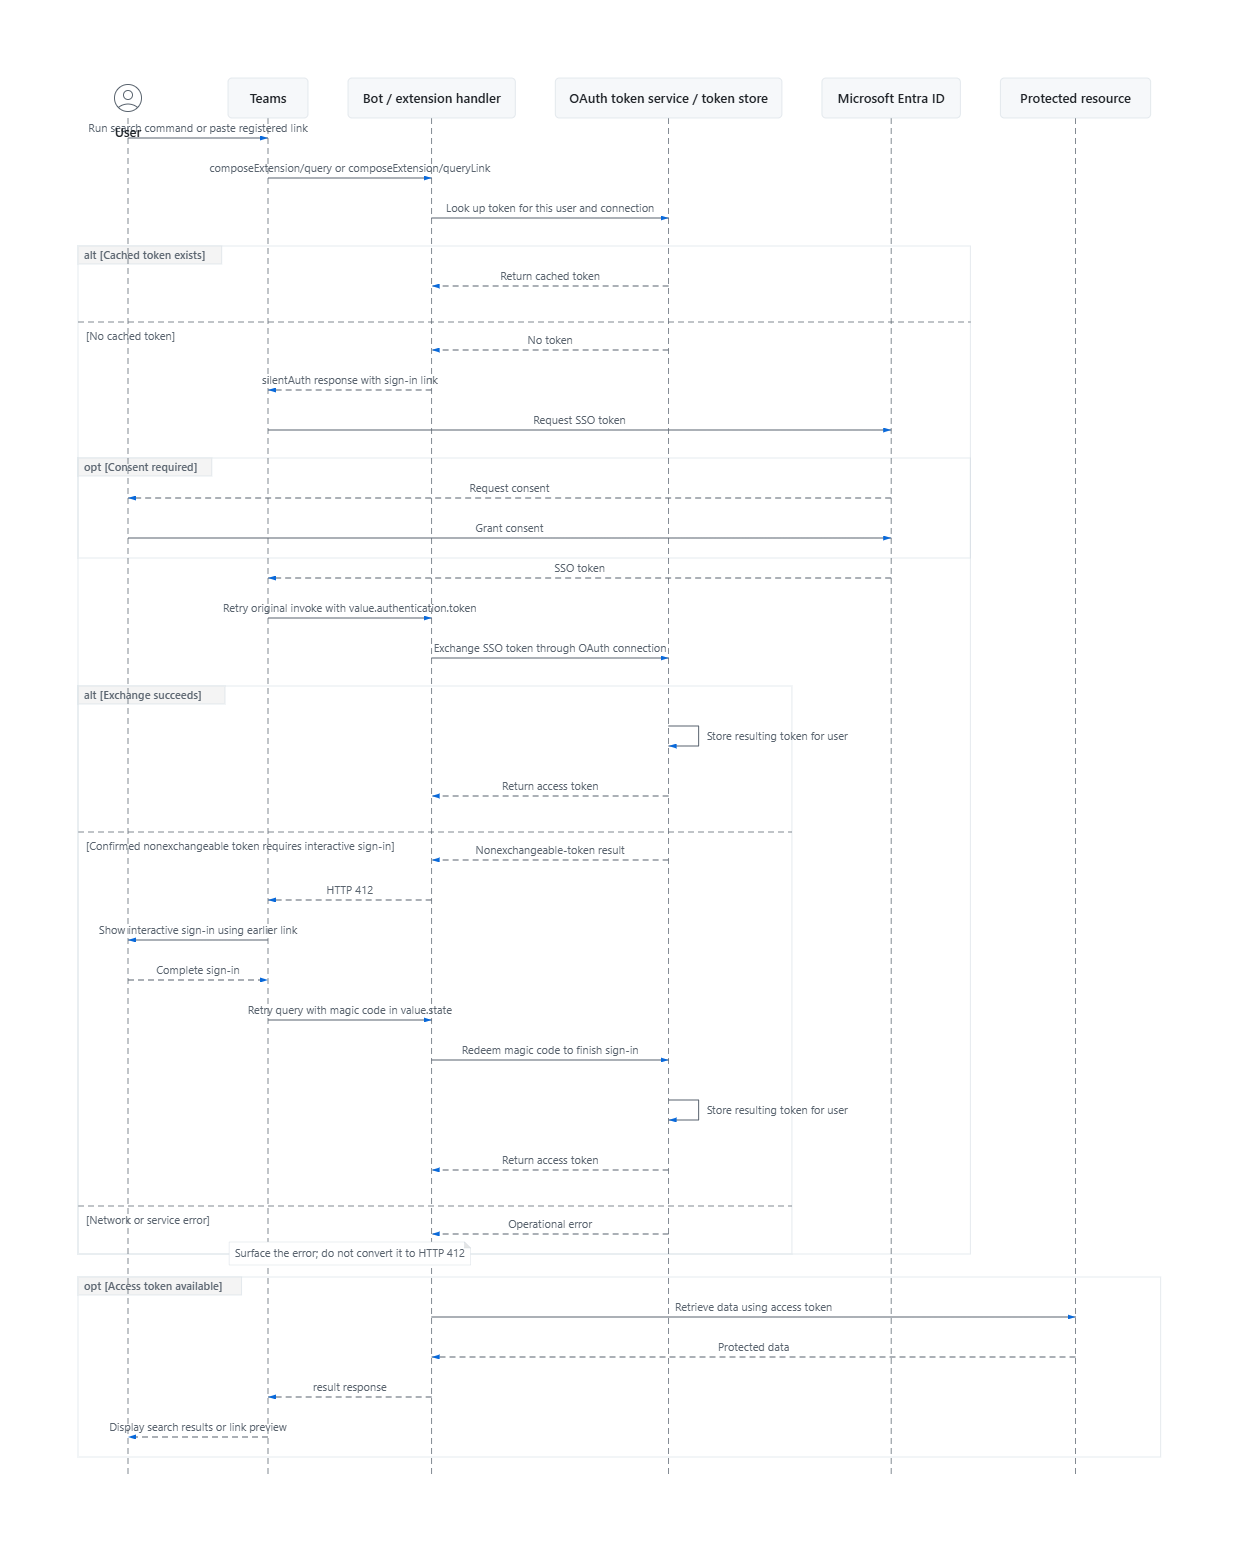 Teams
Bot / extension handler
OAuth token service / token store
Microsoft Entra ID
Protected resource
User
Run search command or paste registered link
composeExtension/query or composeExtension/queryLink
Look up token for this user and connection
alt [Cached token exists]
Return cached token
[No cached token]
No token
silentAuth response with sign-in link
Request SSO token
opt [Consent required]
Request consent
Grant consent
SSO token
Retry original invoke with value.authentication.token
Exchange SSO token through OAuth connection
alt [Exchange succeeds]
Store resulting token for user
Return access token
[Confirmed nonexchangeable token requires interactive sign-in]
Nonexchangeable-token result
HTTP 412
Show interactive sign-in using earlier link
Complete sign-in
Retry query with magic code in value.state
Redeem magic code to finish sign-in
Store resulting token for user
Return access token
[Network or service error]
Operational error
Surface the error; do not convert it to HTTP 412
opt [Access token available]
Retrieve data using access token
Protected data
result response
Display search results or link preview